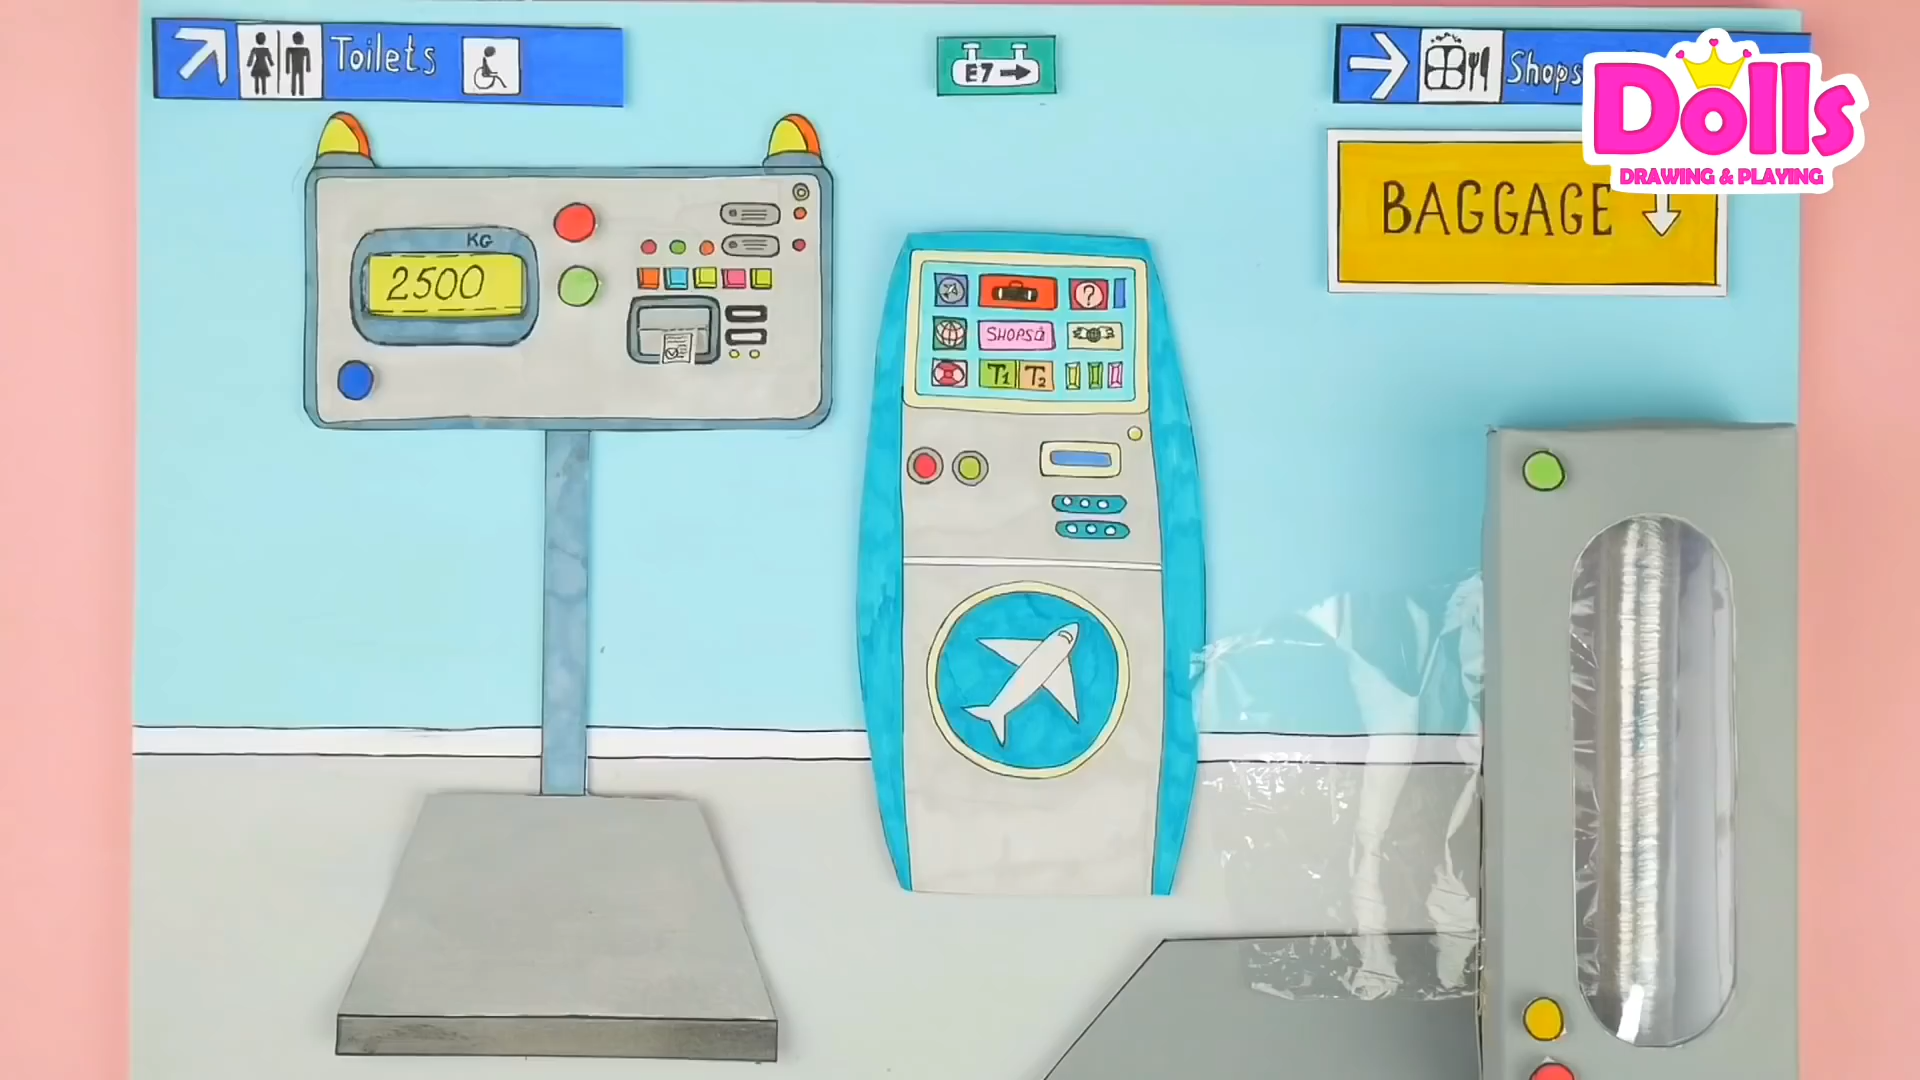 Toilets
E7
Shops
Dolls
DRAWING & PLAYING
BAGGAGE
KG
2500
SHOPS
T1 T2